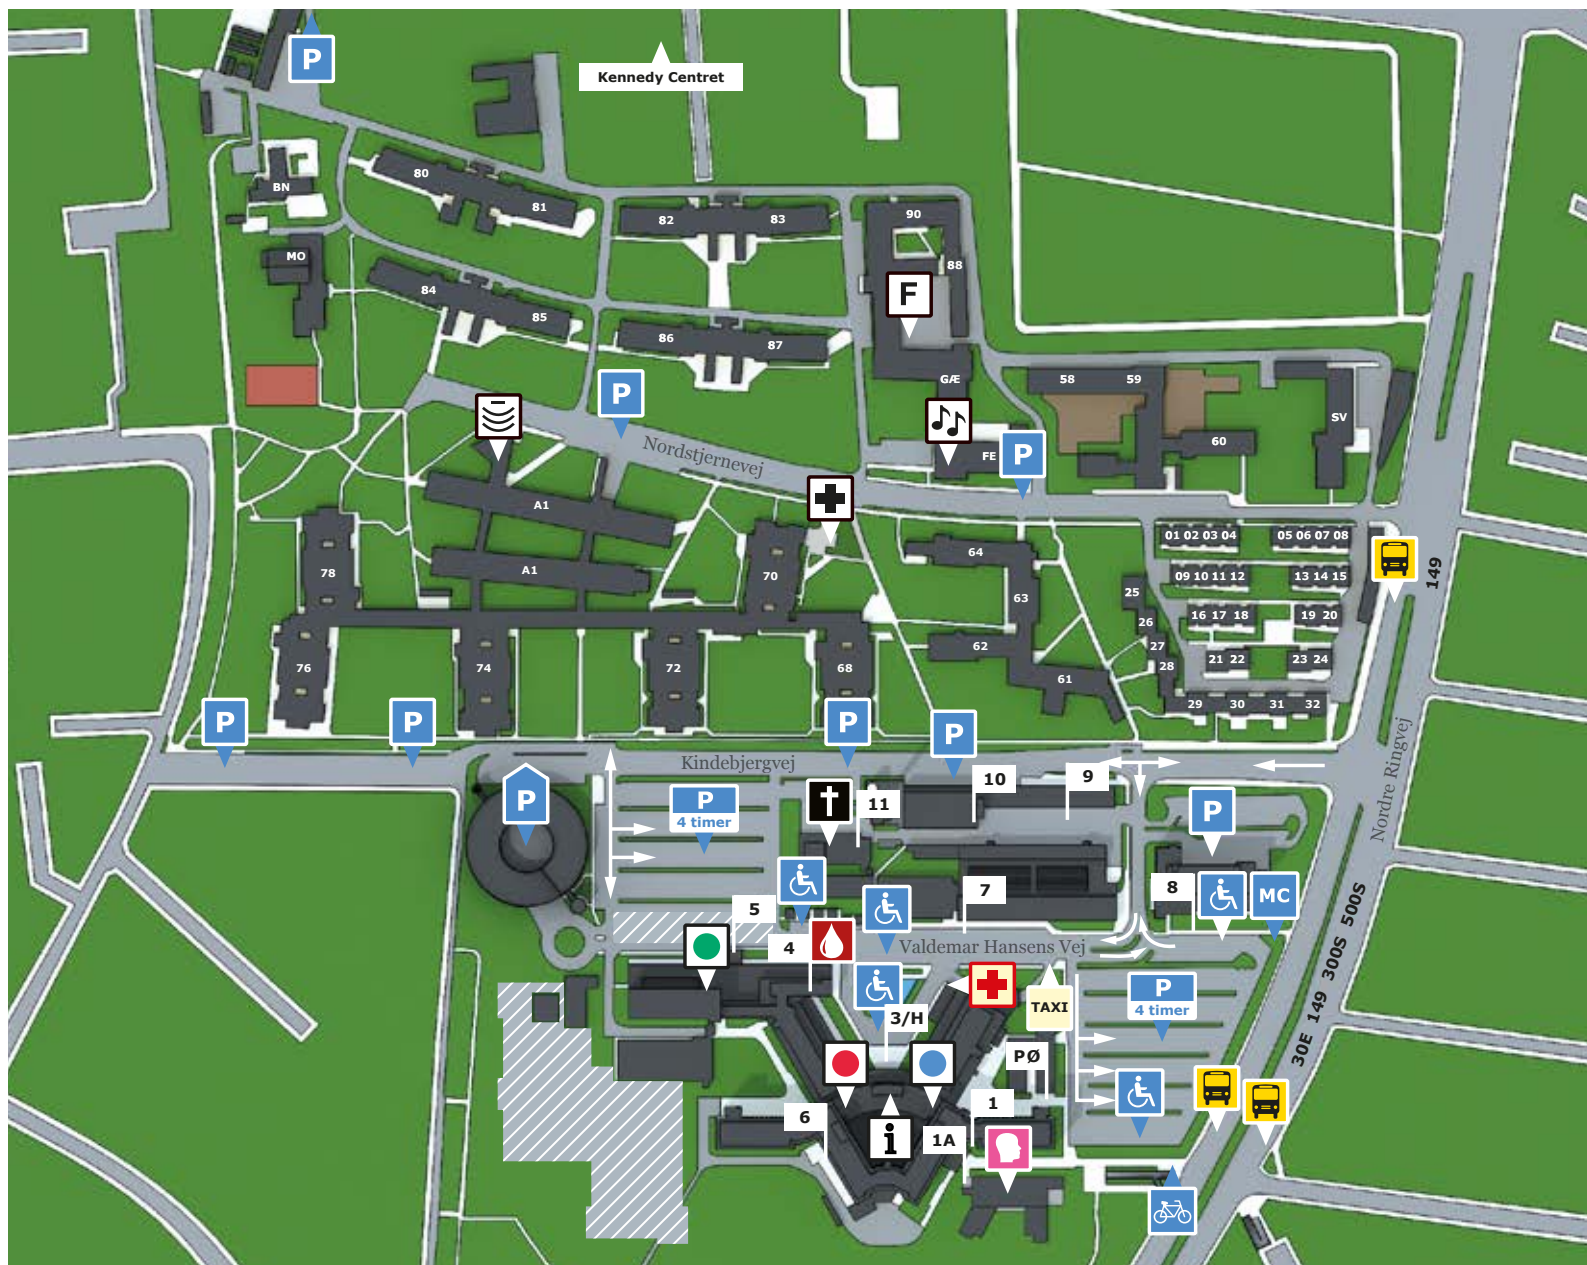 P
Kennedy Centret
BN
80
81
82
83
90
MO
88
84
85
F
86
87
GÆ
58
59
P
SV
60
Nordstjernevej
FE
P
A1
A1
01 02 03 04
05 06 07 08
64
78
70
09 10 11 12
13 14 15
149
63
25
16 17 18
19 20
26
62
27
21 22
23 24
76
74
72
68
28
61
29
30
31
32
P
P
P
P
Kindebjergvej
Nordre Ringvej
10
9
P
P
4 timer
11
P
7
8
MC
5
4
Valdemar Hansens Vej
30E 149 300S 500S
TAXI
P
4 timer
3/H
PØ
6
1
1A
i